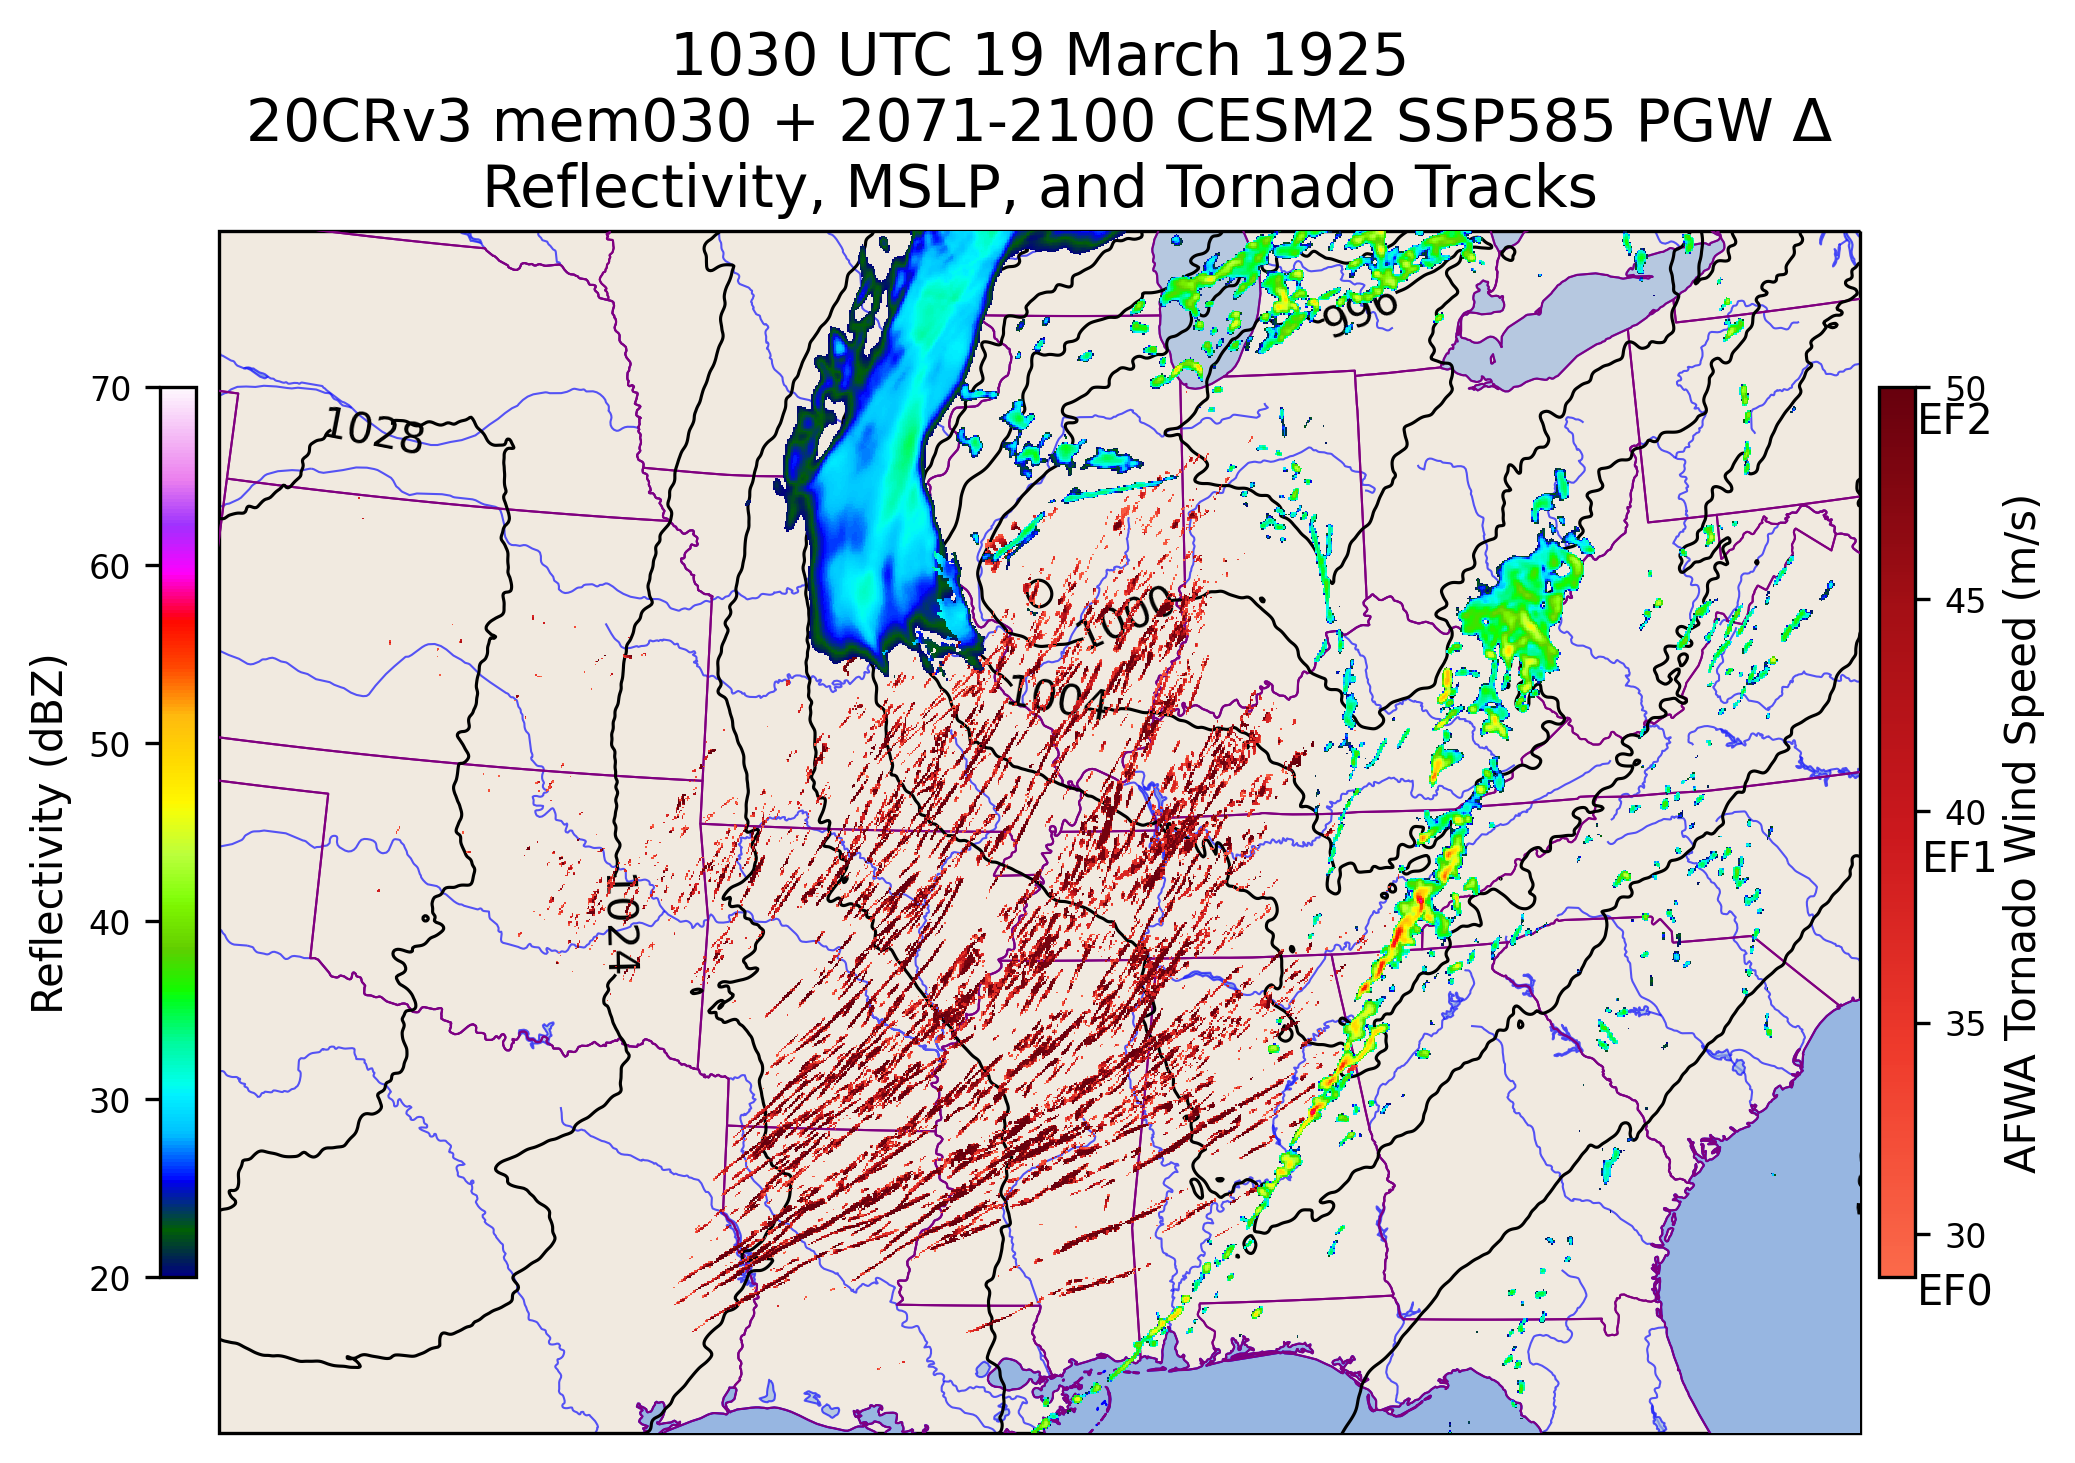 1030 UTC 19 March 1925
20CRv3 mem030 + 2071-2100 CESM2 SSP585 PGW Δ
Reflectivity, MSLP, and Tornado Tracks
Reflectivity (dBZ)
70
60
50
40
30
20
996
1028
1000
1004
1024
50
EF2
45
40
EF1
35
30
EF0
AFWA Tornado Wind Speed (m/s)